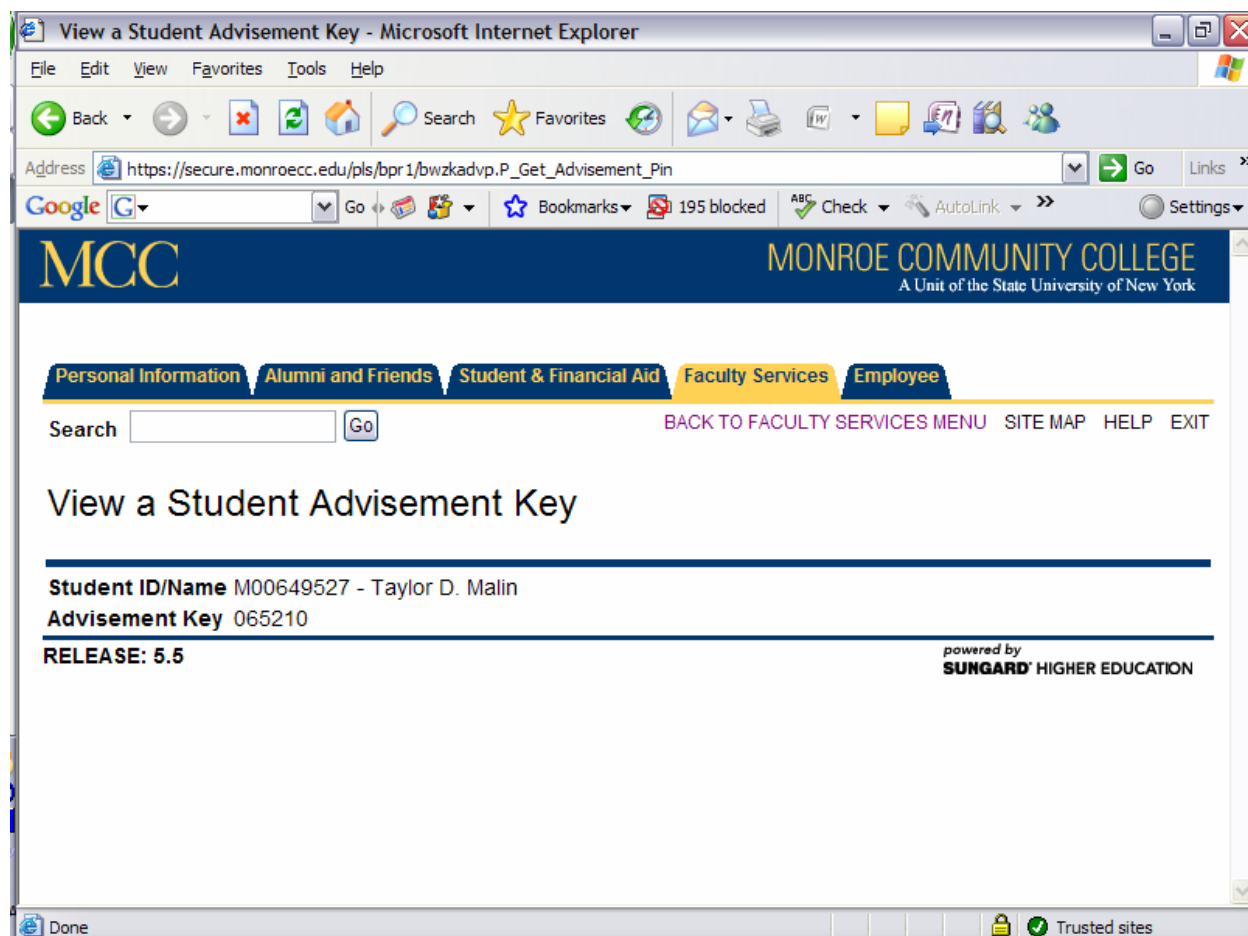 View a Student Advisement Key - Microsoft Internet Explorer
File Edit View Favorites Tools Help
Back Search Favorites
Address https://secure.monroecc.edu/pls/bpr1/bwzkadvp.P_Get_Advisement_Pin Go Links »
Google G Go Bookmarks 195 blocked ABC Check AutoLink » Settings
MCC MONROE COMMUNITY COLLEGE
A Unit of the State University of New York
Personal Information Alumni and Friends Student & Financial Aid Faculty Services Employee
Search Go BACK TO FACULTY SERVICES MENU SITE MAP HELP EXIT
View a Student Advisement Key
Student ID/Name M00649527 - Taylor D. Malin
Advisement Key 065210
RELEASE: 5.5 powered by
SUNGARD' HIGHER EDUCATION
Done Trusted sites